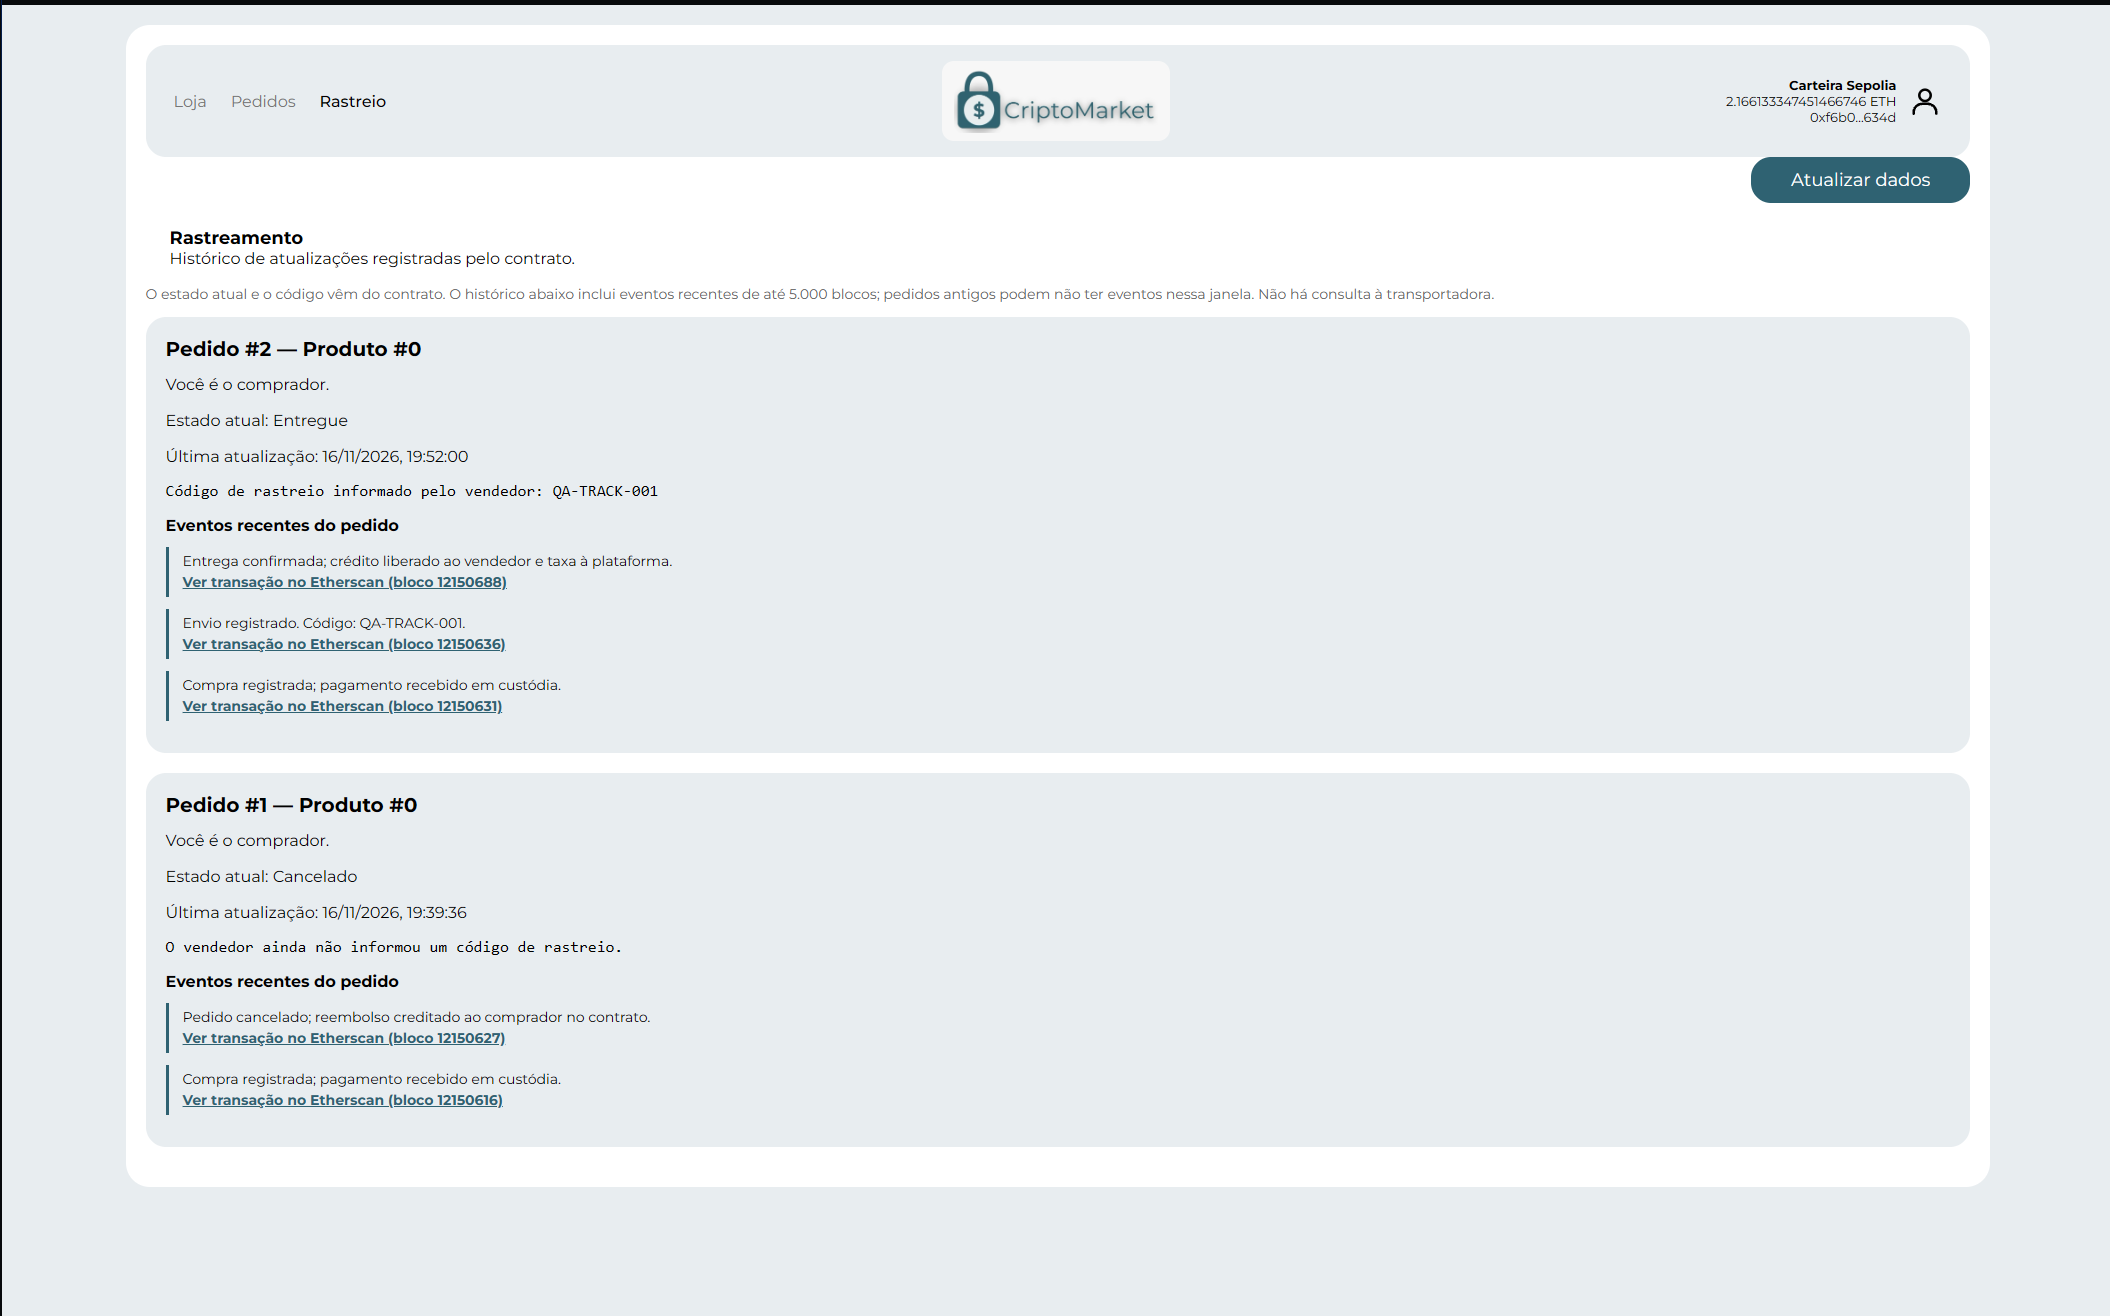 Loja Pedidos Rastreio
$ CriptoMarket
Carteira Sepolia
2.166133347451466746 ETH
0xf6b0...634d
Atualizar dados
Rastreamento
Histórico de atualizações registradas pelo contrato.
O estado atual e o código vêm do contrato. O histórico abaixo inclui eventos recentes de até 5.000 blocos; pedidos antigos podem não ter eventos nessa janela. Não há consulta à transportadora.
Pedido #2 — Produto #0
Você é o comprador.
Estado atual: Entregue
Última atualização: 16/11/2026, 19:52:00
Código de rastreio informado pelo vendedor: QA-TRACK-001
Eventos recentes do pedido
Entrega confirmada; crédito liberado ao vendedor e taxa à plataforma.
Ver transação no Etherscan (bloco 12150688)
Envio registrado. Código: QA-TRACK-001.
Ver transação no Etherscan (bloco 12150636)
Compra registrada; pagamento recebido em custódia.
Ver transação no Etherscan (bloco 12150631)
Pedido #1 — Produto #0
Você é o comprador.
Estado atual: Cancelado
Última atualização: 16/11/2026, 19:39:36
O vendedor ainda não informou um código de rastreio.
Eventos recentes do pedido
Pedido cancelado; reembolso creditado ao comprador no contrato.
Ver transação no Etherscan (bloco 12150627)
Compra registrada; pagamento recebido em custódia.
Ver transação no Etherscan (bloco 12150616)